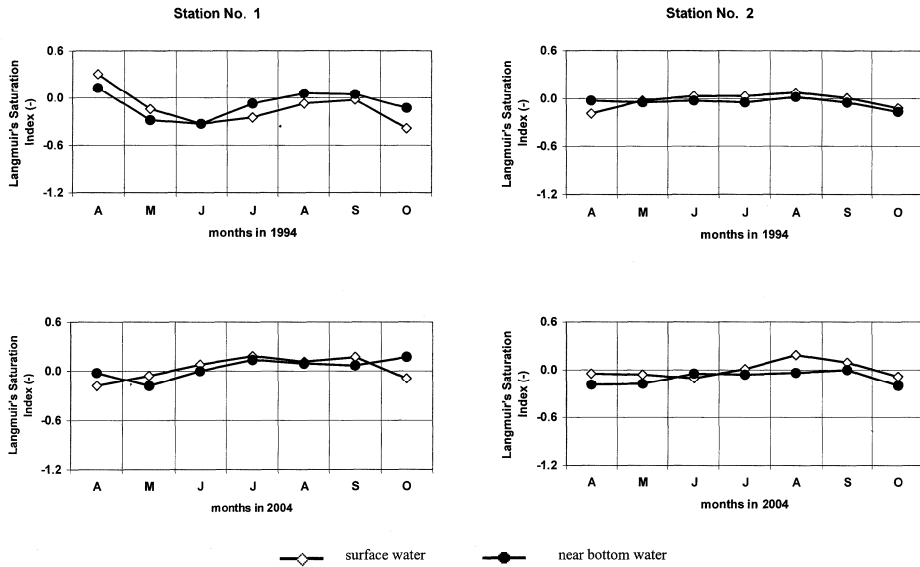 Station No. 1
Langmuir's Saturation
Index (-)
0.6
0.0
-0.6
-1.2
A M J J A S O
months in 1994
Station No. 2
Langmuir's Saturation
Index (-)
0.6
0.0
-0.6
-1.2
A M J J A S O
months in 1994
Langmuir's Saturation
Index (-)
0.6
0.0
-0.6
-1.2
A M J J A S O
months in 2004
Langmuir's Saturation
Index (-)
0.6
0.0
-0.6
-1.2
A M J J A S O
months in 2004
surface water
near bottom water